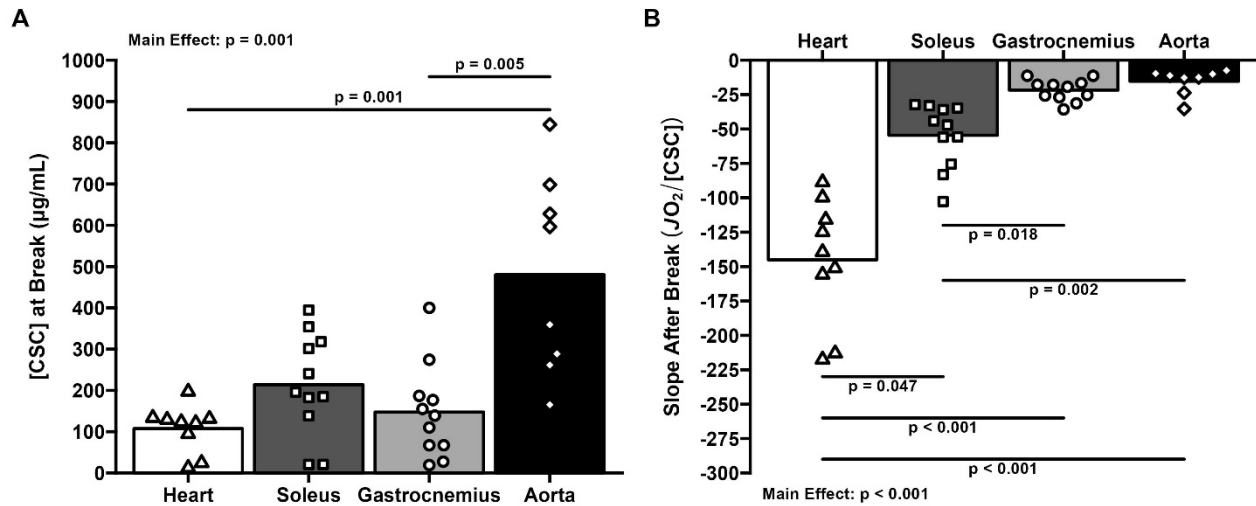 A
Main Effect: p = 0.001
p = 0.005
p = 0.001
[CSC] at Break (µg/mL)
1000
900
800
700
600
500
400
300
200
100
0
Heart Soleus Gastrocnemius Aorta
B
Heart Soleus Gastrocnemius Aorta
Slope After Break (JO₂/[CSC])
0
-25
-50
-75
-100
-125
-150
-175
-200
-225
-250
-275
-300
p = 0.018
p = 0.002
p = 0.047
p < 0.001
p < 0.001
Main Effect: p < 0.001